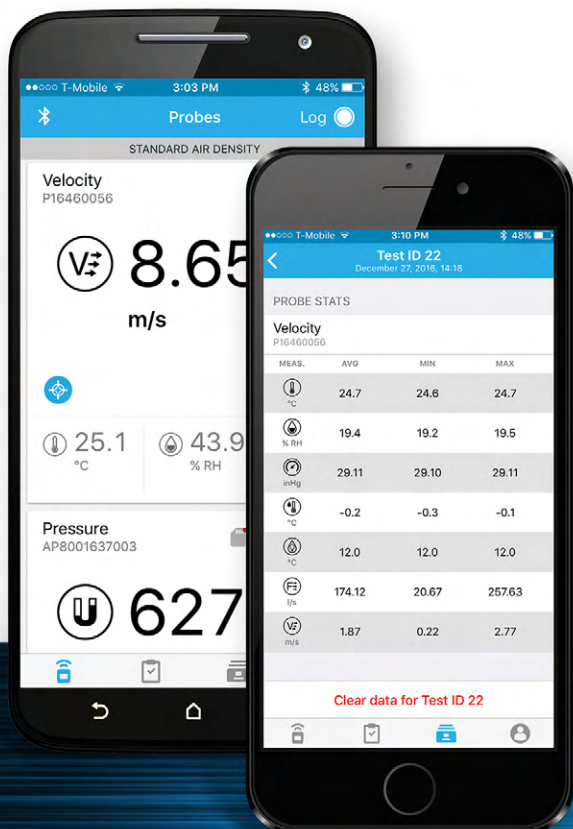 T-Mobile 3:03 PM 48%
Probes Log
STANDARD AIR DENSITY
Velocity
P16460056
8.65
m/s
25.1 43.9
°C % RH
Pressure
AP8001637003
627
T-Mobile 3:10 PM 48%
Test ID 22
December 27, 2016, 14:18
PROBE STATS
Velocity
P16460056
MEAS. AVG MIN MAX
°C 24.7 24.6 24.7
% RH 19.4 19.2 19.5
inHg 29.11 29.10 29.11
°C -0.2 -0.3 -0.1
°C 12.0 12.0 12.0
l/s 174.12 20.67 257.63
m/s 1.87 0.22 2.77
Clear data for Test ID 22